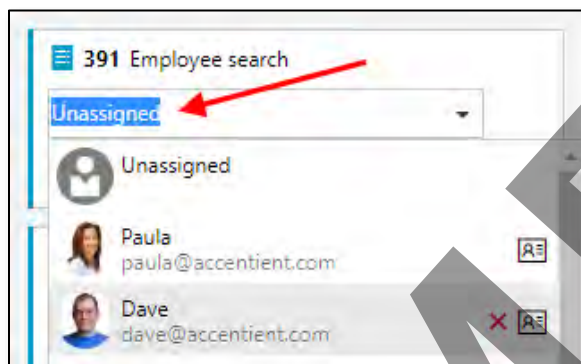 391 Employee search
Unassigned
Unassigned
Paula
paula@accentient.com
Dave
dave@accentient.com